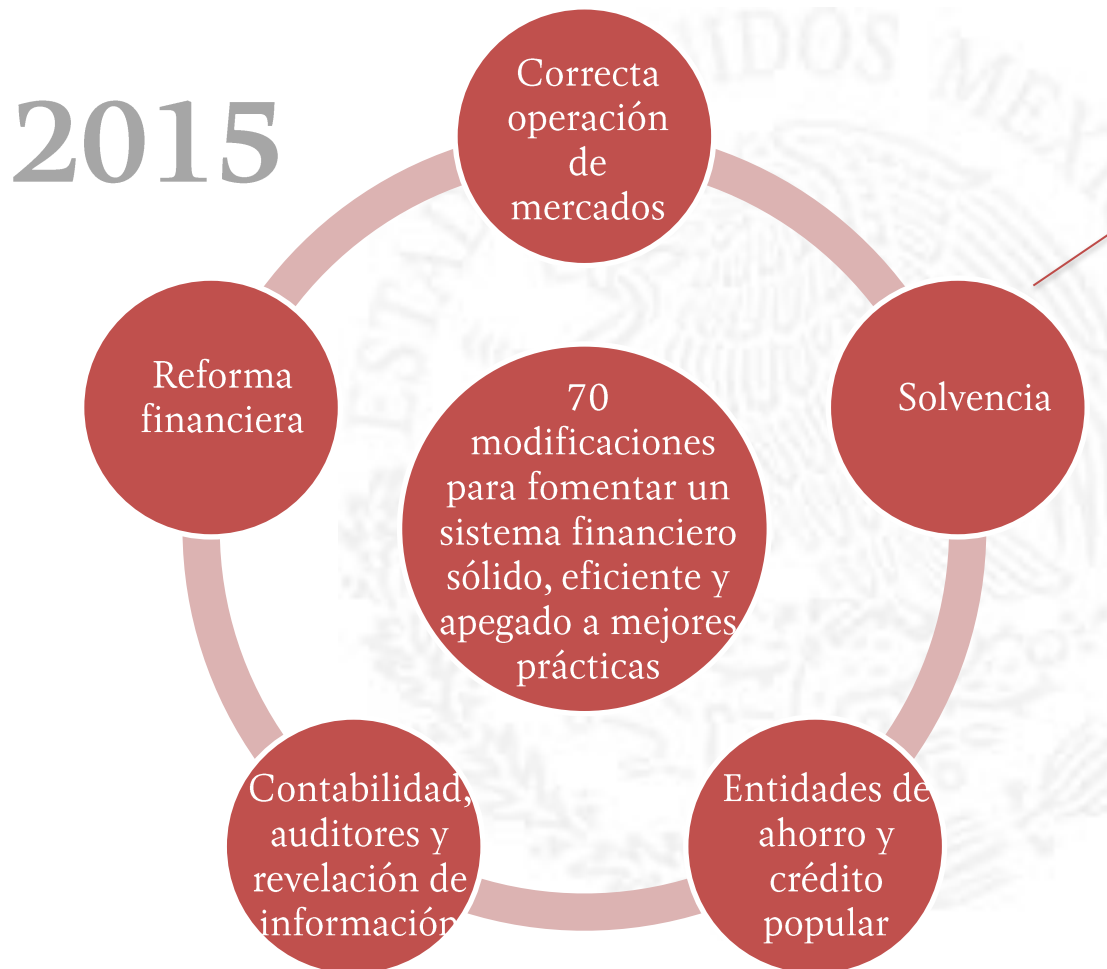 2015
Correcta
operación
de
mercados
Solvencia
Entidades de
ahorro y
crédito
popular
Contabilidad,
auditores y
revelación de
información
Reforma
financiera
70
modificaciones
para fomentar un
sistema financiero
sólido, eficiente y
apegado a mejores
prácticas